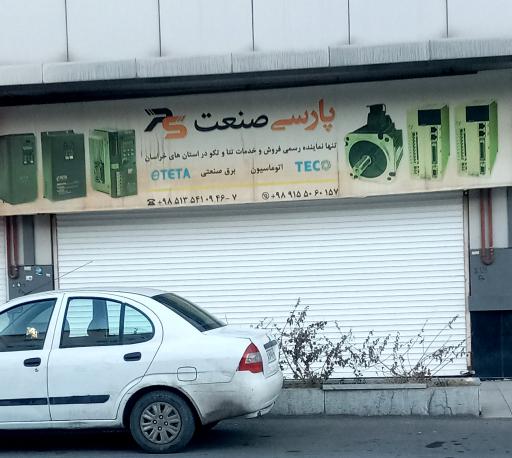 پارسی صنعت PS
تنها نماینده رسمی فروش و خدمات تتا و تکو در استان های خراسان
TECO اتوماسیون برق صنعتی TETA
+۹۸ ۵۱۳ ۵۴۱ ۰۹ ۴۶-۷ +۹۸ ۹۱۵ ۵۰ ۶۰ ۱۵۷